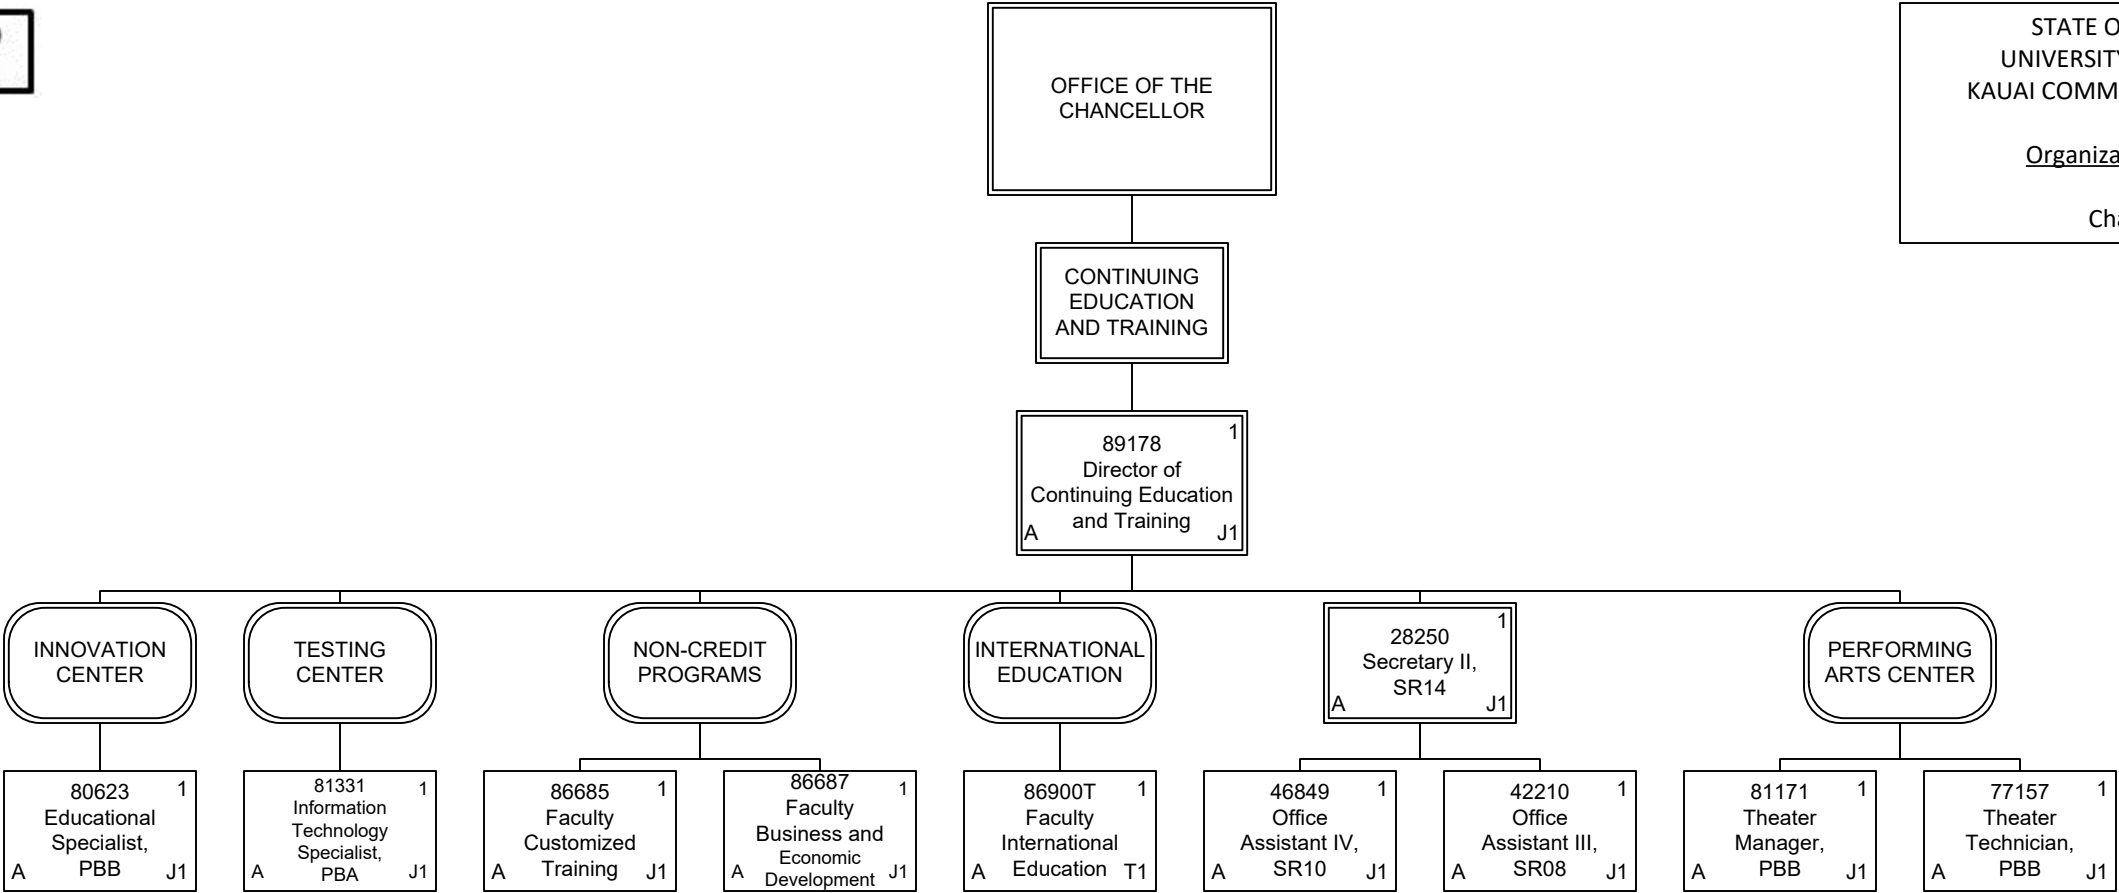 OFFICE OF THE
CHANCELLOR
STATE O
UNIVERSITY
KAUAI COMM
Organiza
Cha
CONTINUING
EDUCATION
AND TRAINING
89178 1
Director of
Continuing Education
and Training
A J1
INNOVATION
CENTER
TESTING
CENTER
NON-CREDIT
PROGRAMS
INTERNATIONAL
EDUCATION
28250 1
Secretary II,
SR14
A J1
PERFORMING
ARTS CENTER
80623 1
Educational
Specialist,
A PBB J1
81331 1
Information
Technology
Specialist,
A PBA J1
86685 1
Faculty
Customized
A Training J1
86687 1
Faculty
Business and
Economic
A Development J1
86900T 1
Faculty
International
A Education T1
46849 1
Office
Assistant IV,
A SR10 J1
42210 1
Office
Assistant III,
A SR08 J1
81171 1
Theater
Manager,
A PBB J1
77157 1
Theater
Technician,
A PBB J1